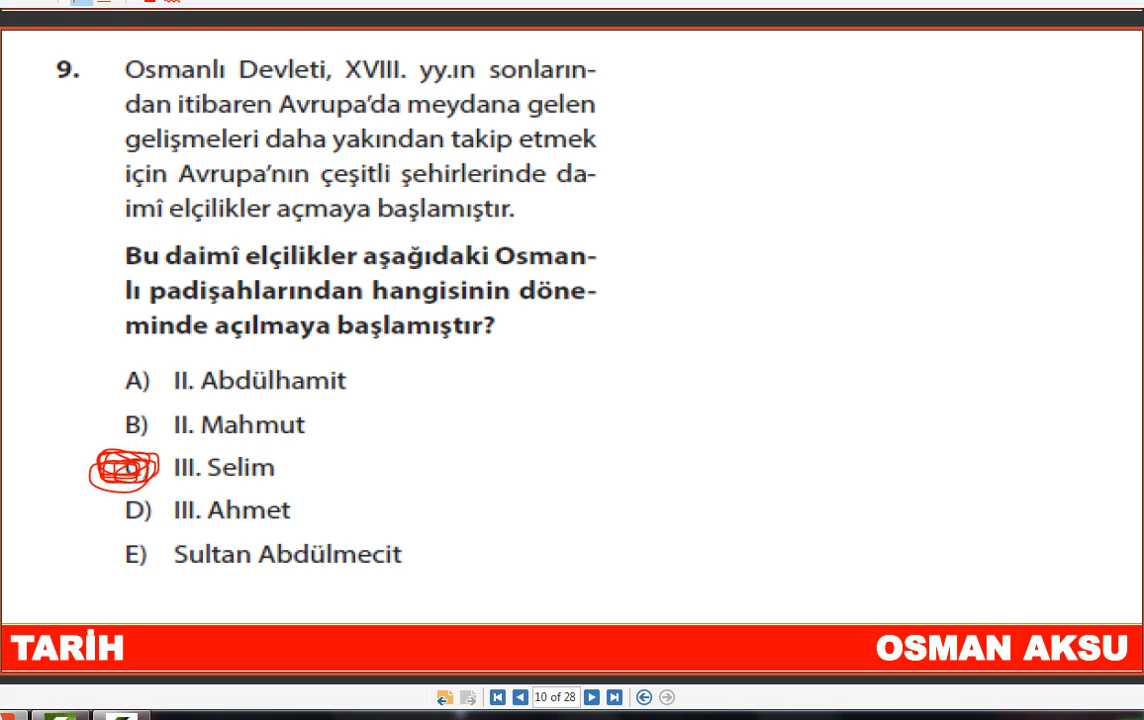 9. Osmanlı Devleti, XVIII. yy.ın sonların-
dan itibaren Avrupa’da meydana gelen
gelişmeleri daha yakından takip etmek
için Avrupa’nın çeşitli şehirlerinde da-
imî elçilikler açmaya başlamıştır.
Bu daimî elçilikler aşağıdaki Osman-
lı padişahlarından hangisinin döne-
minde açılmaya başlamıştır?
A) II. Abdülhamit
B) II. Mahmut
III. Selim
D) III. Ahmet
E) Sultan Abdülmecit
TARİH OSMAN AKSU
10 of 28